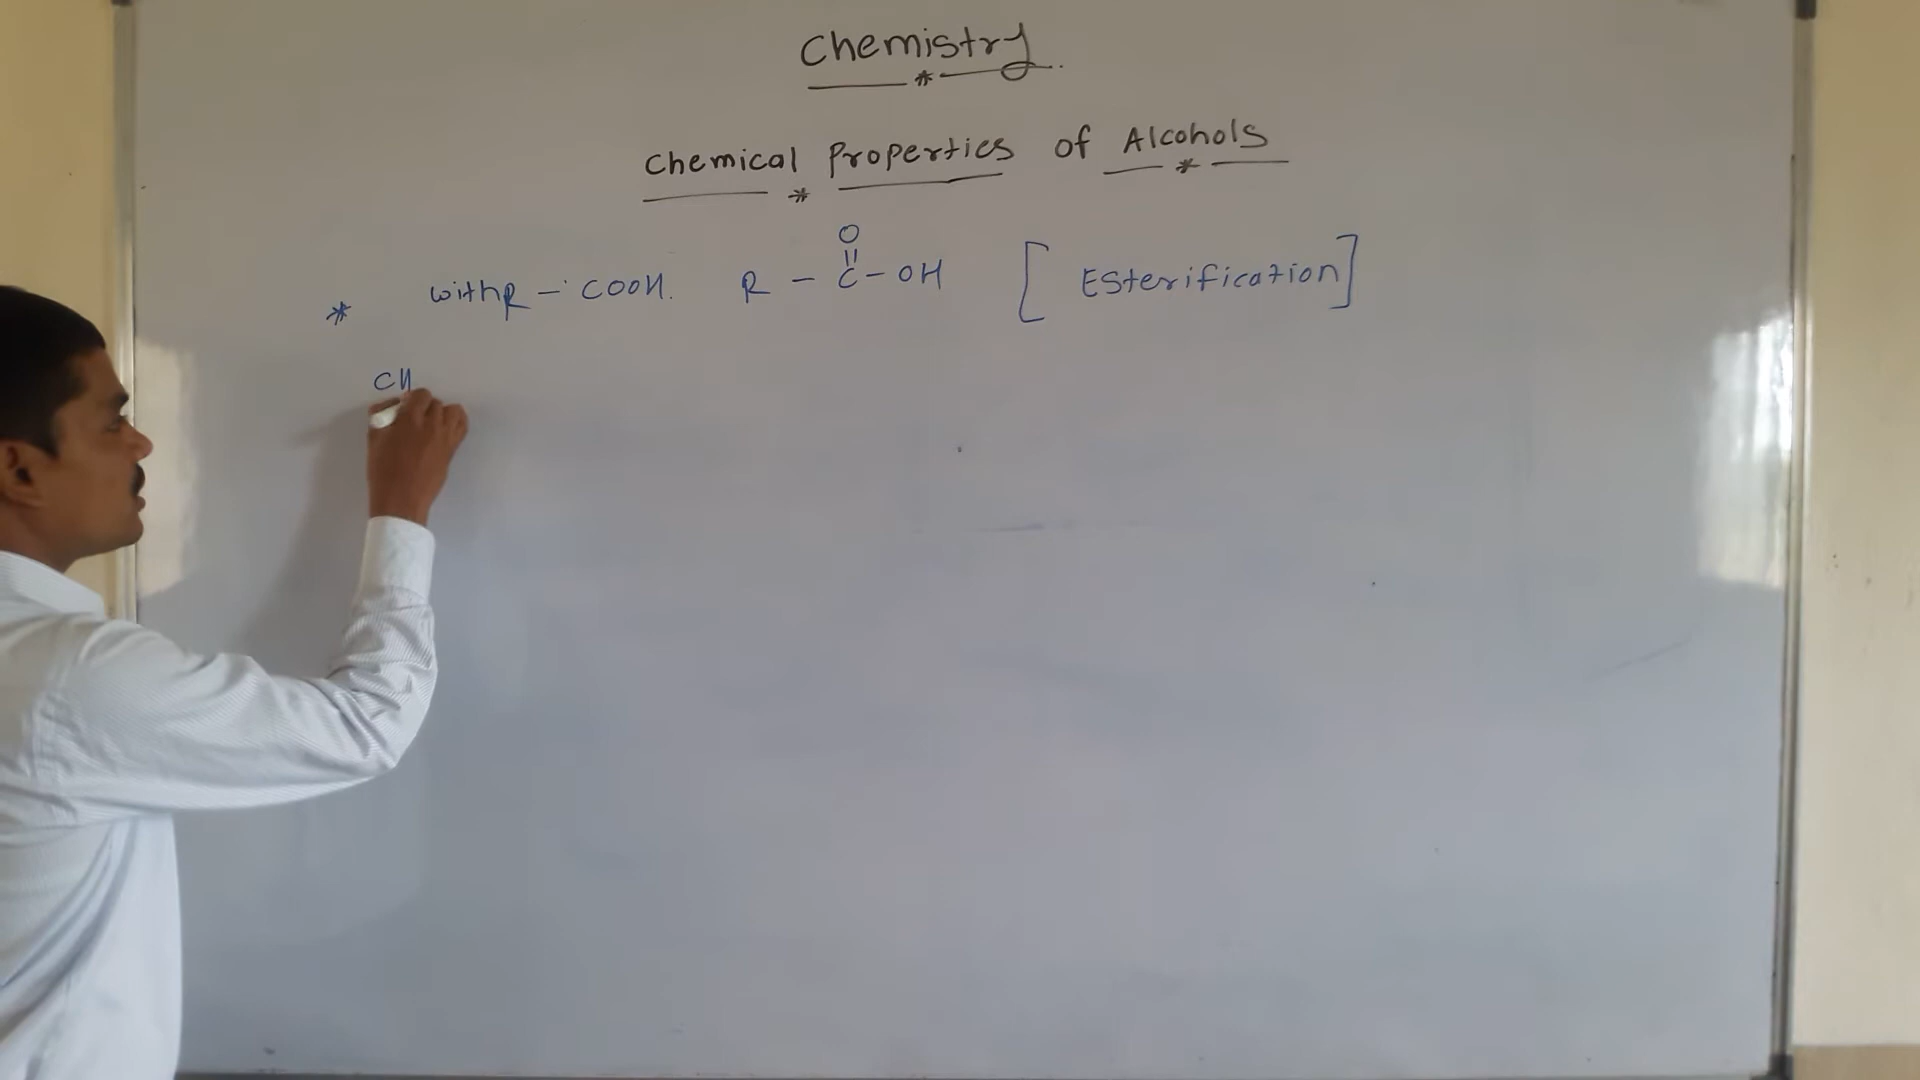 Chemistry
Chemical Properties of Alcohols
O
* with R - COOH. R - C - OH [Esterification]
CH